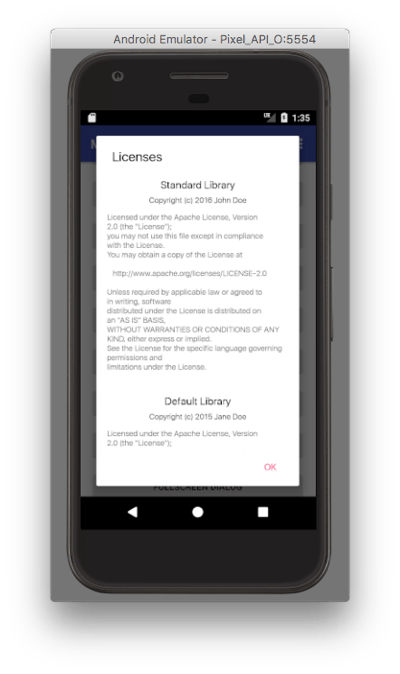 Android Emulator - Pixel_API_O:5554
1:35
Licenses
Standard Library
Copyright (c) 2016 John Doe
Licensed under the Apache License, Version
2.0 (the "License");
you may not use this file except in compliance
with the License.
You may obtain a copy of the License at
http://www.apache.org/licenses/LICENSE-2.0
Unless required by applicable law or agreed to
in writing, software
distributed under the License is distributed on
an "AS IS" BASIS,
WITHOUT WARRANTIES OR CONDITIONS OF ANY
KIND, either express or implied.
See the License for the specific language governing
permissions and
limitations under the License.
Default Library
Copyright (c) 2015 Jane Doe
Licensed under the Apache License, Version
2.0 (the "License");
OK
FULLSCREEN DIALOG